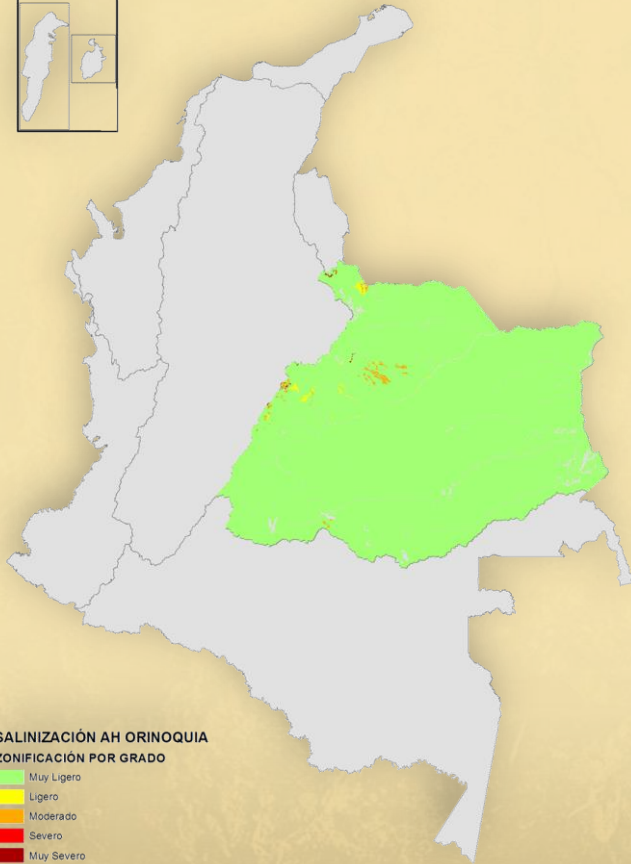 SALINIZACIÓN AH ORINOQUIA
ZONIFICACIÓN POR GRADO
Muy Ligero
Ligero
Moderado
Severo
Muy Severo